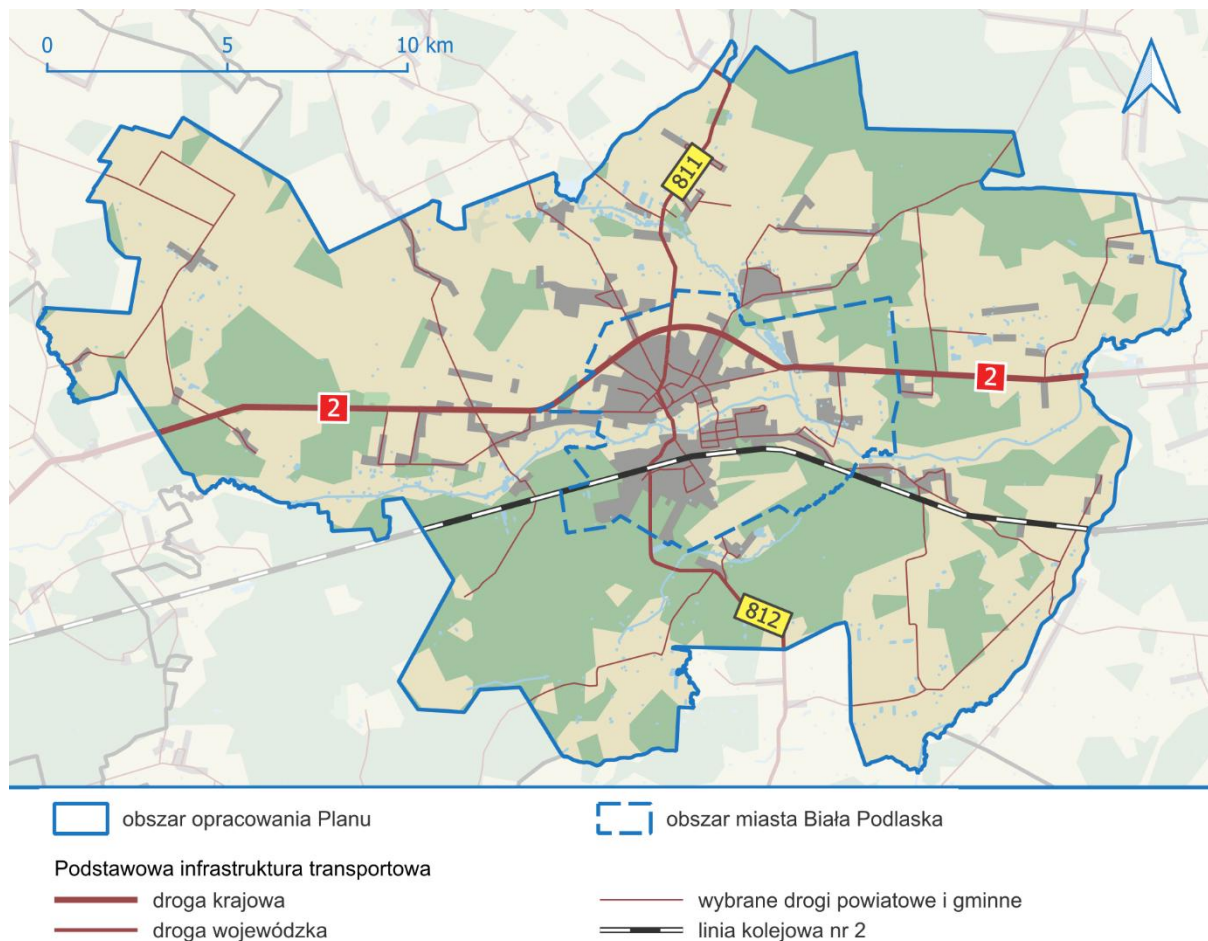 0 5 10 km
811
2
2
812
obszar opracowania Planu
obszar miasta Biała Podlaska
Podstawowa infrastruktura transportowa
droga krajowa
wybrane drogi powiatowe i gminne
droga wojewódzka
linia kolejowa nr 2